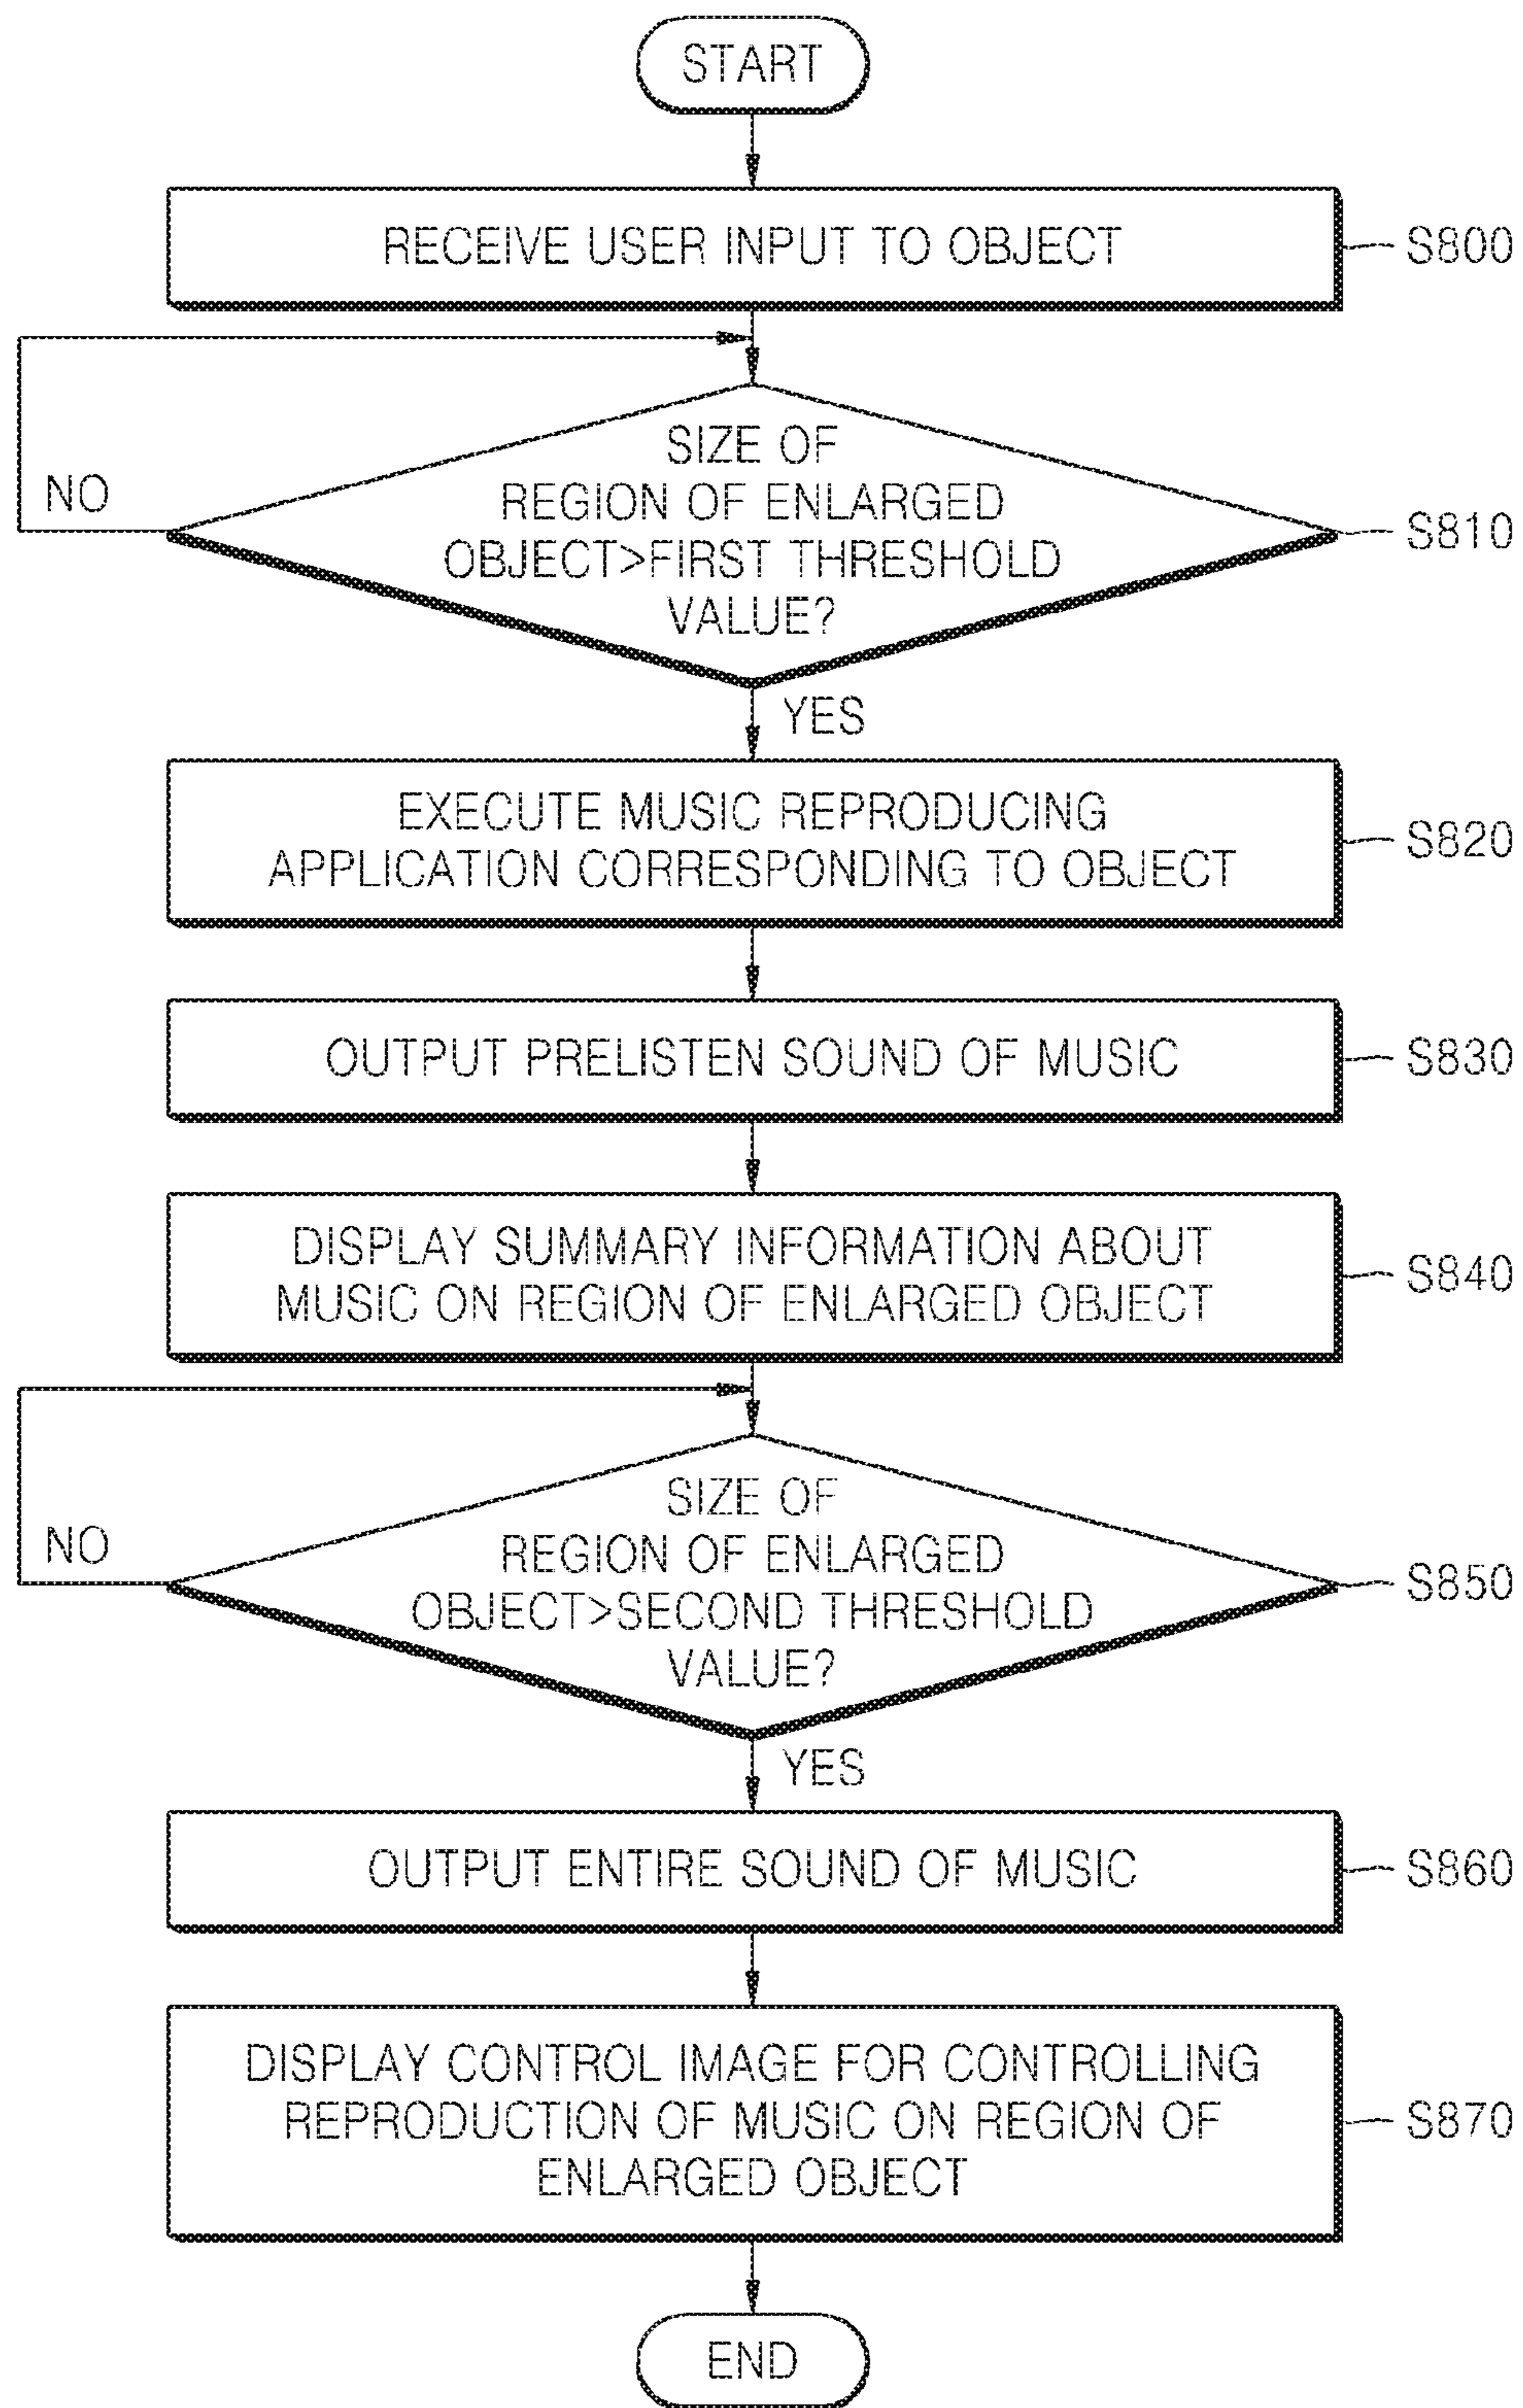 START
RECEIVE USER INPUT TO OBJECT
S800
SIZE OF
REGION OF ENLARGED
OBJECT>FIRST THRESHOLD
VALUE?
NO
S810
YES
EXECUTE MUSIC REPRODUCING
APPLICATION CORRESPONDING TO OBJECT
S820
OUTPUT PRELISTEN SOUND OF MUSIC
S830
DISPLAY SUMMARY INFORMATION ABOUT
MUSIC ON REGION OF ENLARGED OBJECT
S840
SIZE OF
REGION OF ENLARGED
OBJECT>SECOND THRESHOLD
VALUE?
NO
S850
YES
OUTPUT ENTIRE SOUND OF MUSIC
S860
DISPLAY CONTROL IMAGE FOR CONTROLLING
REPRODUCTION OF MUSIC ON REGION OF
ENLARGED OBJECT
S870
END